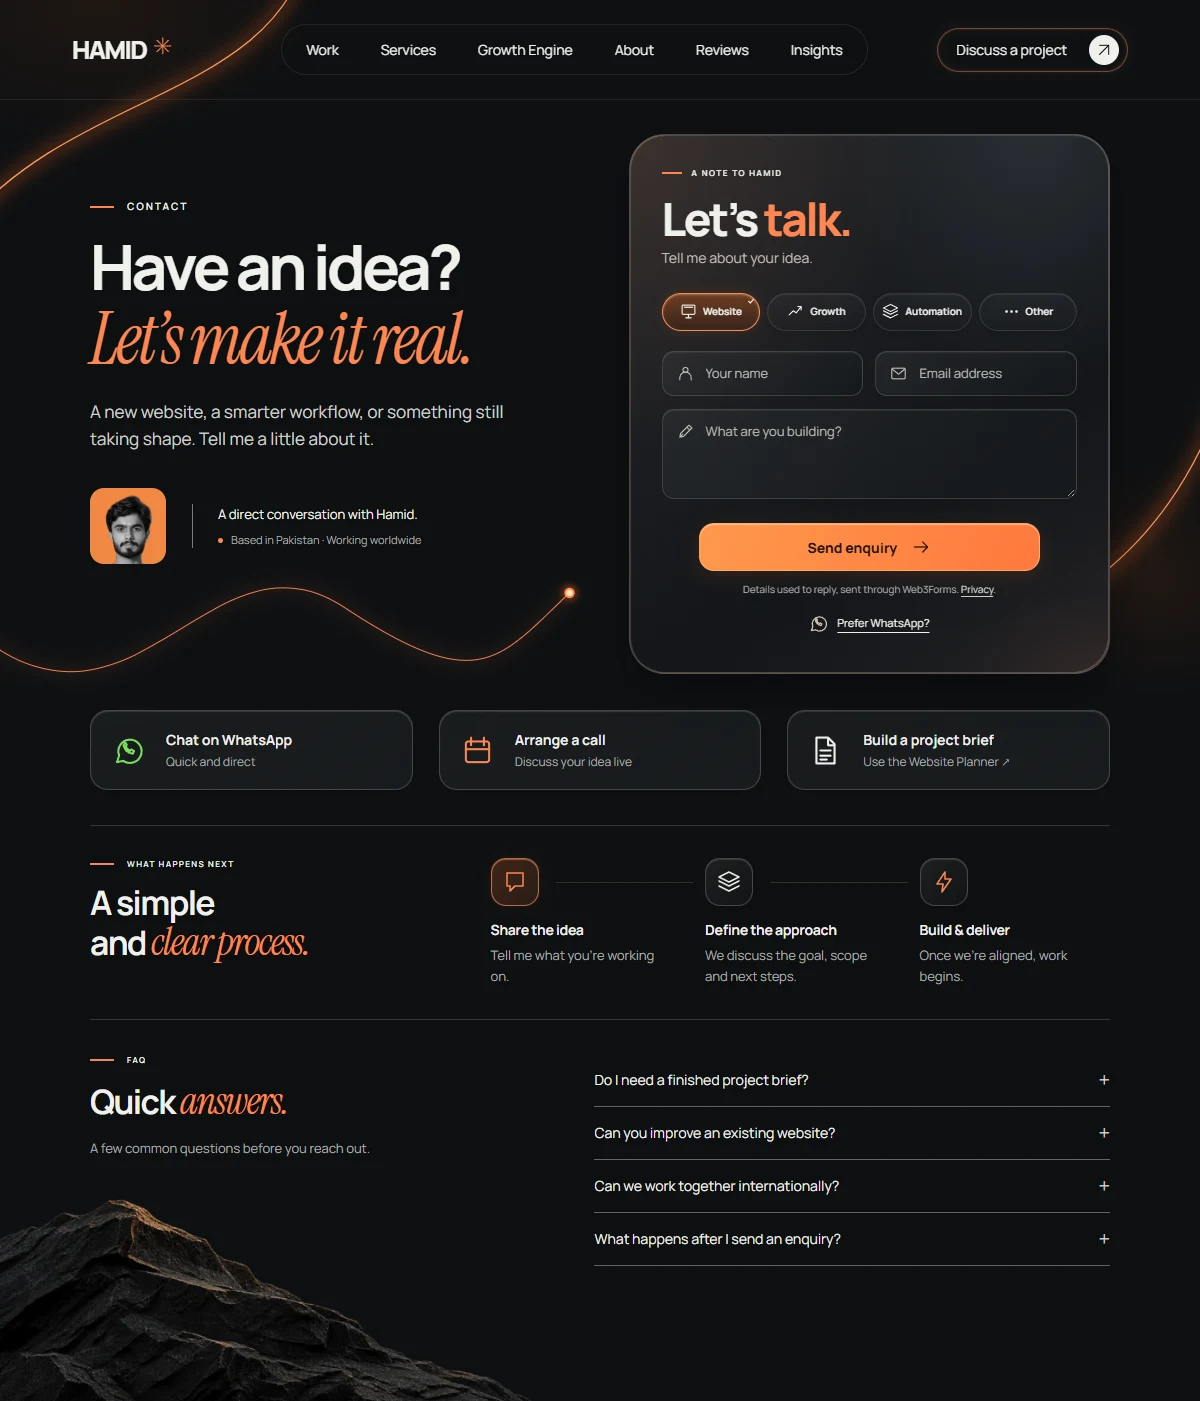 HAMID
Work
Services
Growth Engine
About
Reviews
Insights
Discuss a project
CONTACT
Have an idea?
Let’s make it real.
A new website, a smarter workflow, or something still
taking shape. Tell me a little about it.
A direct conversation with Hamid.
Based in Pakistan · Working worldwide
A NOTE TO HAMID
Let’s talk.
Tell me about your idea.
Website
Growth
Automation
Other
Your name
Email address
What are you building?
Send enquiry →
Details used to reply, sent through Web3Forms. Privacy.
Prefer WhatsApp?
Chat on WhatsApp
Quick and direct
Arrange a call
Discuss your idea live
Build a project brief
Use the Website Planner ↗
WHAT HAPPENS NEXT
A simple
and clear process.
Share the idea
Tell me what you’re working
on.
Define the approach
We discuss the goal, scope
and next steps.
Build & deliver
Once we’re aligned, work
begins.
FAQ
Quick answers.
A few common questions before you reach out.
Do I need a finished project brief? +
Can you improve an existing website? +
Can we work together internationally? +
What happens after I send an enquiry? +